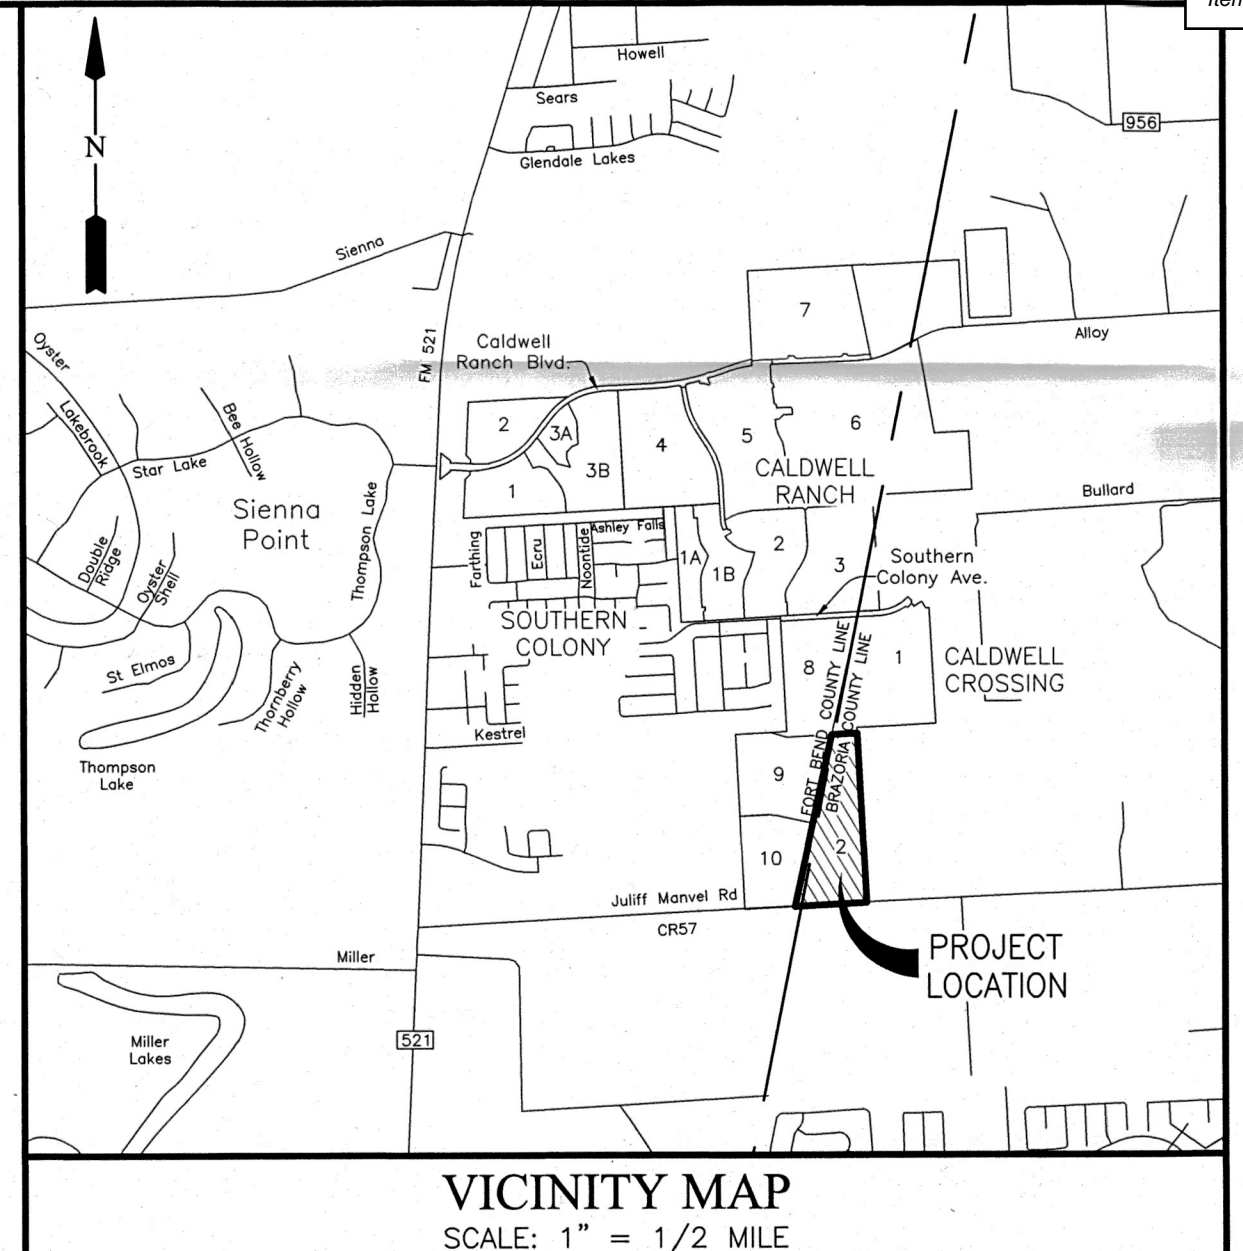 Item
Howell
Sears
956
Glendale Lakes
N
Sienna
7
Alloy
Oyster
FM 521
Caldwell
Ranch Blvd.
Lakebrook
Bee Hollow
2
3A
3B
4
5
6
Star Lake
CALDWELL
RANCH
1
Bullard
Sienna
Point
Thompson Lake
Double
Ridge
Oyster
Shell
Farthing
Ecru
Noontide
Ashley Falls
1A
1B
2
3
Southern
Colony Ave.
SOUTHERN
COLONY
St Elmos
Thornberry
Hollow
Hidden
Hollow
8
FORT BEND COUNTY LINE
BRAZORIA COUNTY LINE
1
CALDWELL
CROSSING
Kestrel
Thompson
Lake
9
10
2
Juliff Manvel Rd
CR57
PROJECT
LOCATION
Miller
521
Miller
Lakes
VICINITY MAP
SCALE: 1" = 1/2 MILE